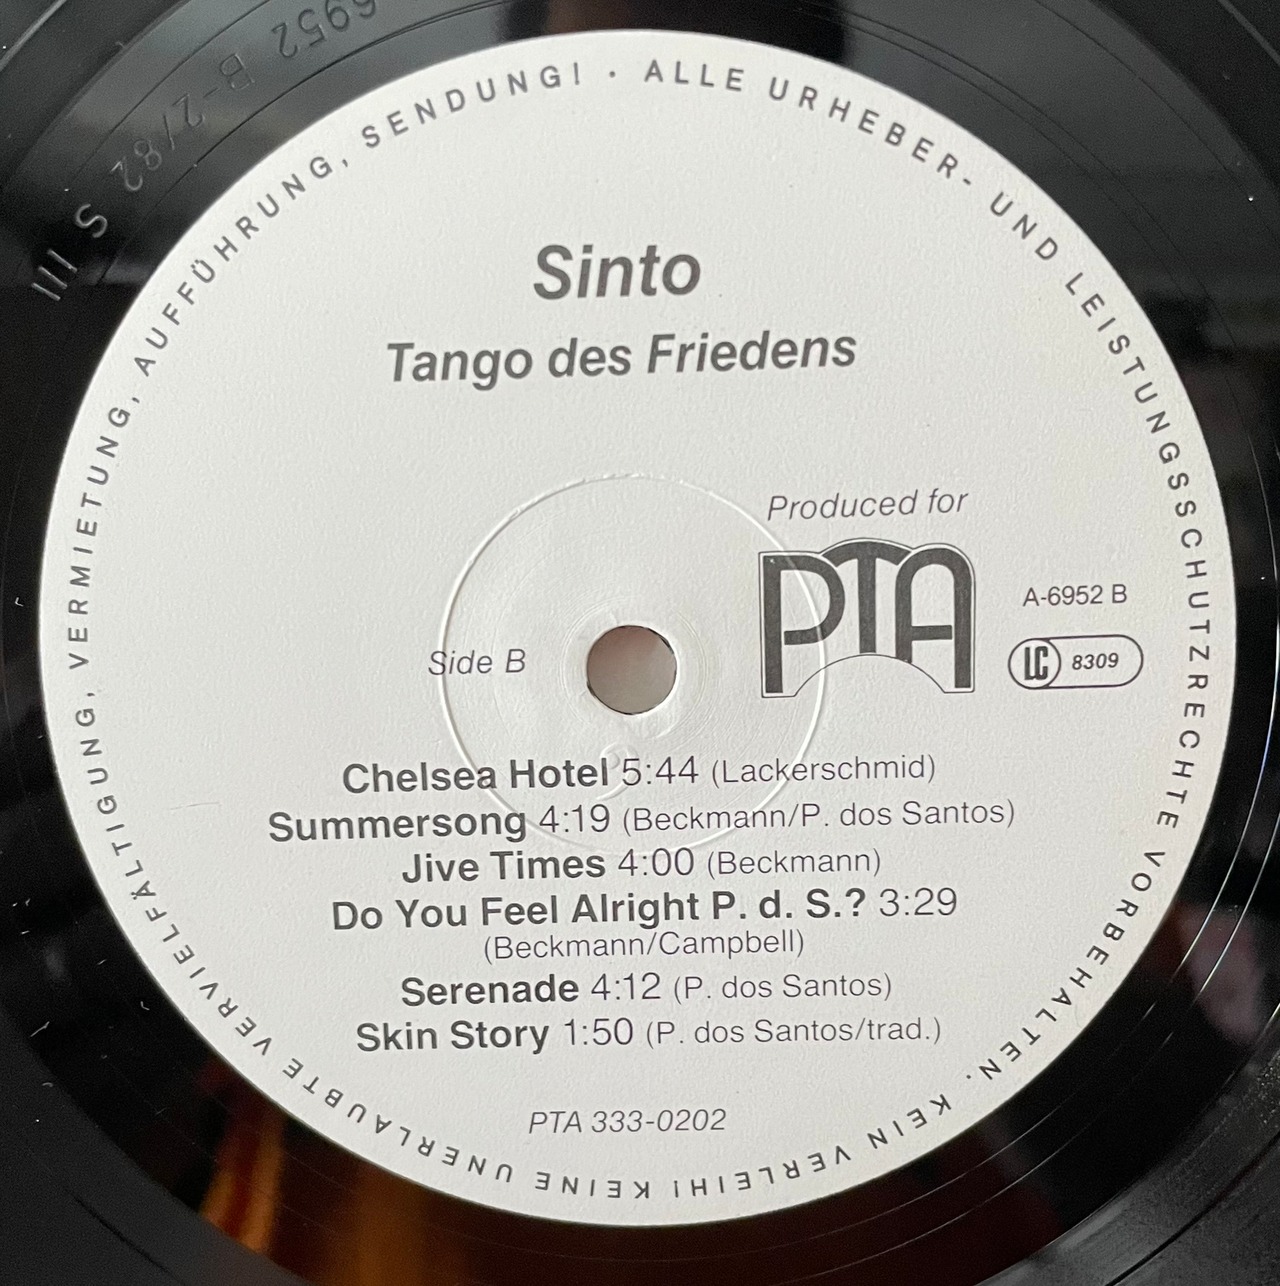 6952 B-2/82 S III
ALLE URHEBER- UND LEISTUNGSSCHUTZRECHTE VORBEHALTEN. KEIN VERLEIH! KEINE UNERLAUBTE VERVIELFÄLTIGUNG, VERMIETUNG, AUFFÜHRUNG, SENDUNG! ·
Sinto
Tango des Friedens
Produced for
PTA
A-6952 B
LC 8309
Side B
Chelsea Hotel 5:44 (Lackerschmid)
Summersong 4:19 (Beckmann/P. dos Santos)
Jive Times 4:00 (Beckmann)
Do You Feel Alright P. d. S.? 3:29
(Beckmann/Campbell)
Serenade 4:12 (P. dos Santos)
Skin Story 1:50 (P. dos Santos/trad.)
PTA 333-0202